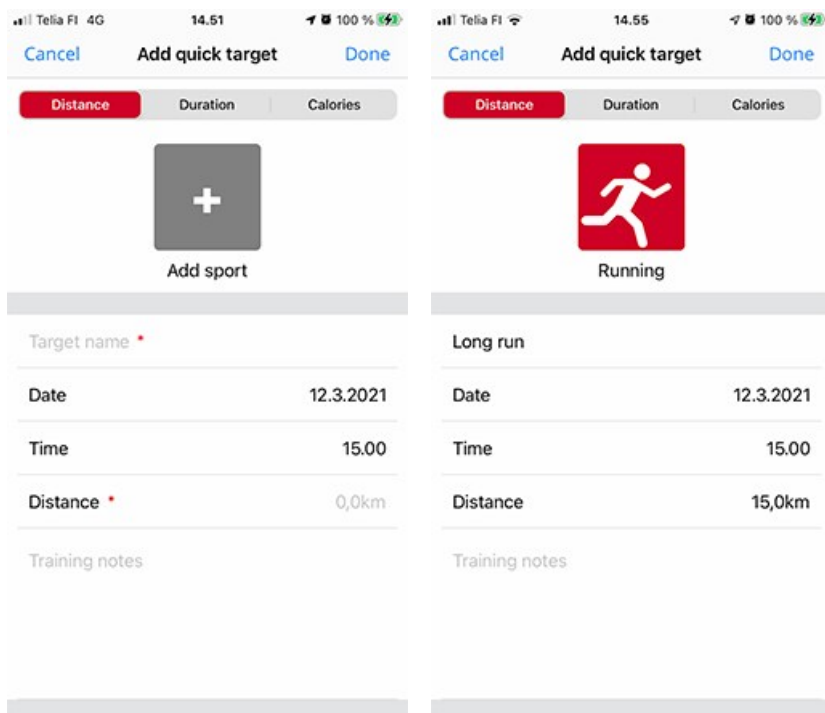 Telia FI 4G 14.51 100 %
Cancel Add quick target Done
Distance Duration Calories
+
Add sport
Target name *
Date 12.3.2021
Time 15.00
Distance * 0,0km
Training notes
Telia FI 14.55 100 %
Cancel Add quick target Done
Distance Duration Calories
Running
Long run
Date 12.3.2021
Time 15.00
Distance 15,0km
Training notes